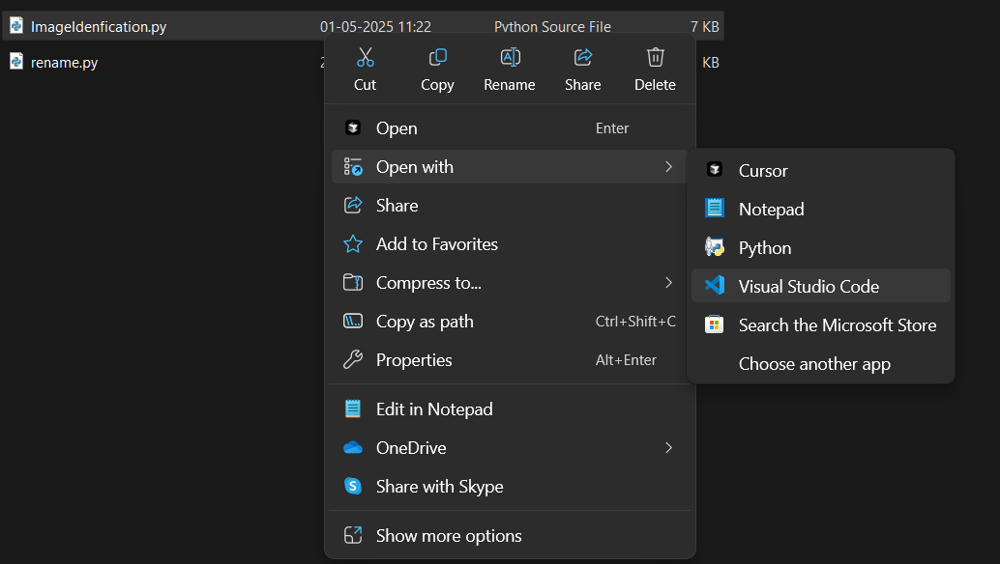 ImageIdenfication.py 01-05-2025 11:22 Python Source File 7 KB
rename.py KB
Cut Copy Rename Share Delete
Open Enter
Open with
Share
Add to Favorites
Compress to...
Copy as path Ctrl+Shift+C
Properties Alt+Enter
Edit in Notepad
OneDrive
Share with Skype
Show more options
Cursor
Notepad
Python
Visual Studio Code
Search the Microsoft Store
Choose another app